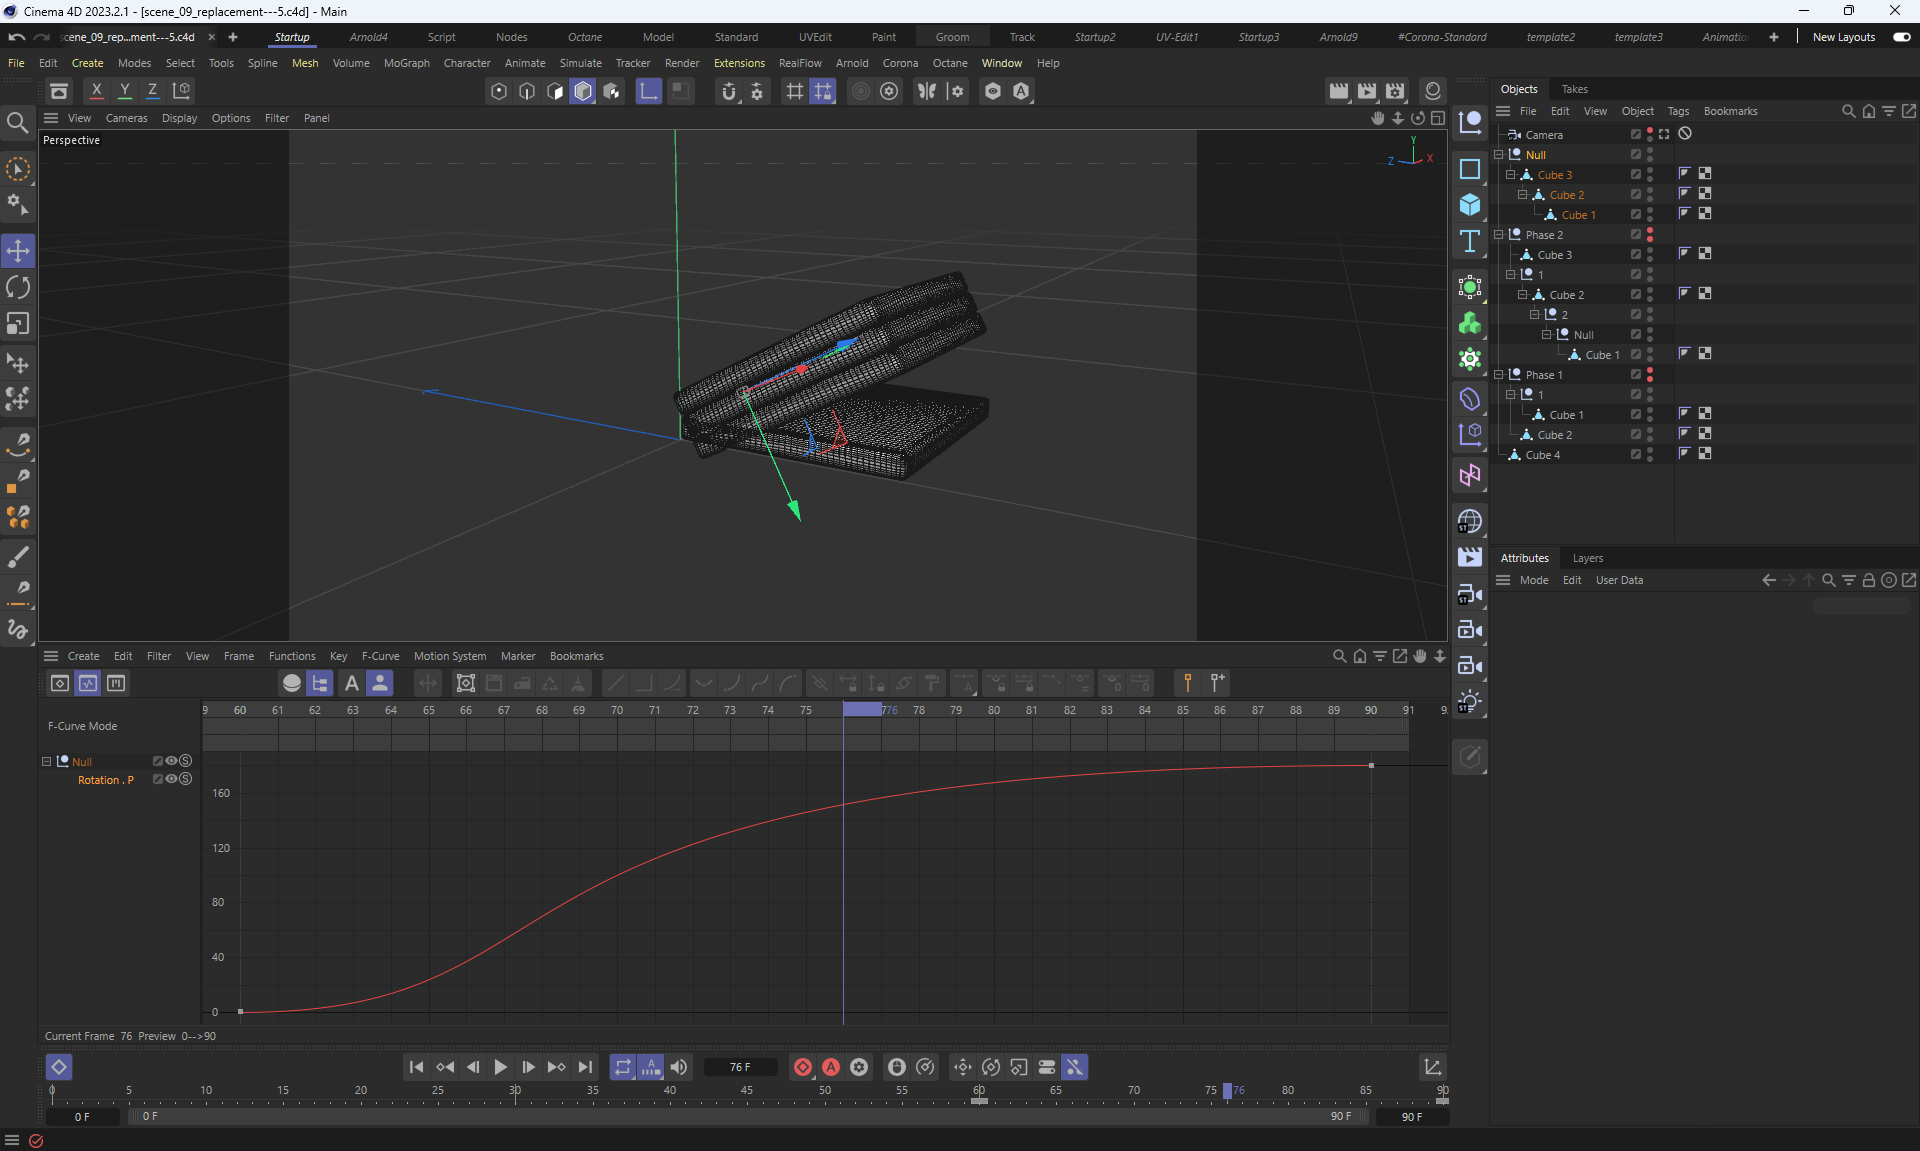 Cinema 4D 2023.2.1 - [scene_09_replacement---5.c4d] - Main
cene_09_rep...ment---5.c4d × + Startup Arnold4 Script Nodes Octane Model Standard UVEdit Paint Groom Track Startup2 UV-Edit1 Startup3 Arnold9 #Corona-Standard template2 template3 Animatio + New Layouts
File Edit Create Modes Select Tools Spline Mesh Volume MoGraph Character Animate Simulate Tracker Render Extensions RealFlow Arnold Corona Octane Window Help
X Y Z
Objects Takes
File Edit View Object Tags Bookmarks
View Cameras Display Options Filter Panel
Perspective
Y
Z X
Camera
Null
Cube 3
Cube 2
Cube 1
Phase 2
Cube 3
1
Cube 2
2
Null
Cube 1
Phase 1
1
Cube 1
Cube 2
Cube 4
Attributes Layers
Mode Edit User Data
Create Edit Filter View Frame Functions Key F-Curve Motion System Marker Bookmarks
9 60 61 62 63 64 65 66 67 68 69 70 71 72 73 74 75 776 78 79 80 81 82 83 84 85 86 87 88 89 90 91 9
F-Curve Mode
Null
Rotation . P
160
120
80
40
0
Current Frame 76 Preview 0-->90
76 F
0 5 10 15 20 25 30 35 40 45 50 55 60 65 70 75 76 80 85 90
0 F 0 F 90 F 90 F